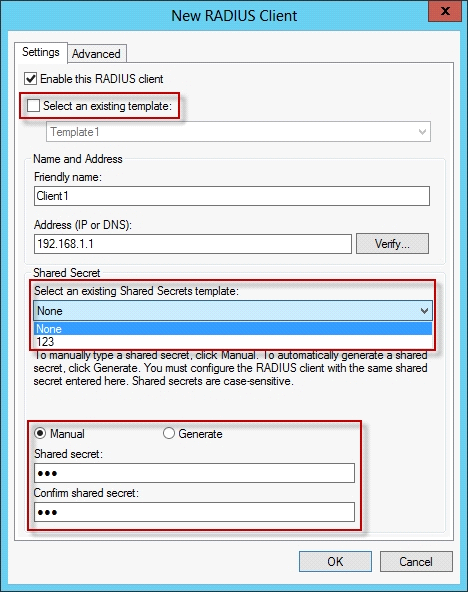 New RADIUS Client
x
Settings
Advanced
Enable this RADIUS client
Select an existing template:
Template1
Name and Address
Friendly name:
Client1
Address (IP or DNS):
192.168.1.1
Verify...
Shared Secret
Select an existing Shared Secrets template:
None
None
123
To manually type a shared secret, click Manual. To automatically generate a shared
secret, click Generate. You must configure the RADIUS client with the same shared
secret entered here. Shared secrets are case-sensitive.
Manual
Generate
Shared secret:
●●●
Confirm shared secret:
●●●
OK
Cancel